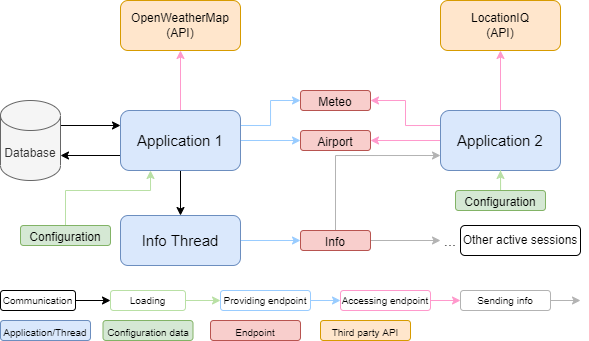 OpenWeatherMap
(API)
LocationIQ
(API)
Meteo
Database
Application 1
Airport
Application 2
Configuration
Configuration
Info Thread
Info
... Other active sessions
Communication
Loading
Providing endpoint
Accessing endpoint
Sending info
Application/Thread
Configuration data
Endpoint
Third party API